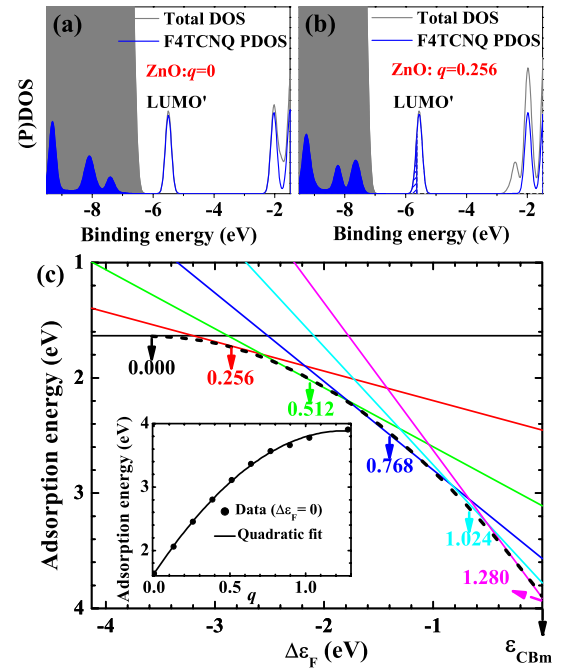 (a)
Total DOS
F4TCNQ PDOS
ZnO:q=0
LUMO'
(b)
Total DOS
F4TCNQ PDOS
ZnO: q=0.256
LUMO'
(P)DOS
-8 -6 -4 -2
Binding energy (eV)
-8 -6 -4 -2
Binding energy (eV)
(c)
1
2
3
4
Adsorption energy (eV)
0.000
0.256
0.512
0.768
1.024
1.280
4
3
2
Adsorption energy (eV)
Data (ΔεF= 0)
Quadratic fit
0.0 0.5 1.0
q
-4 -3 -2 -1
εCBm
ΔεF (eV)